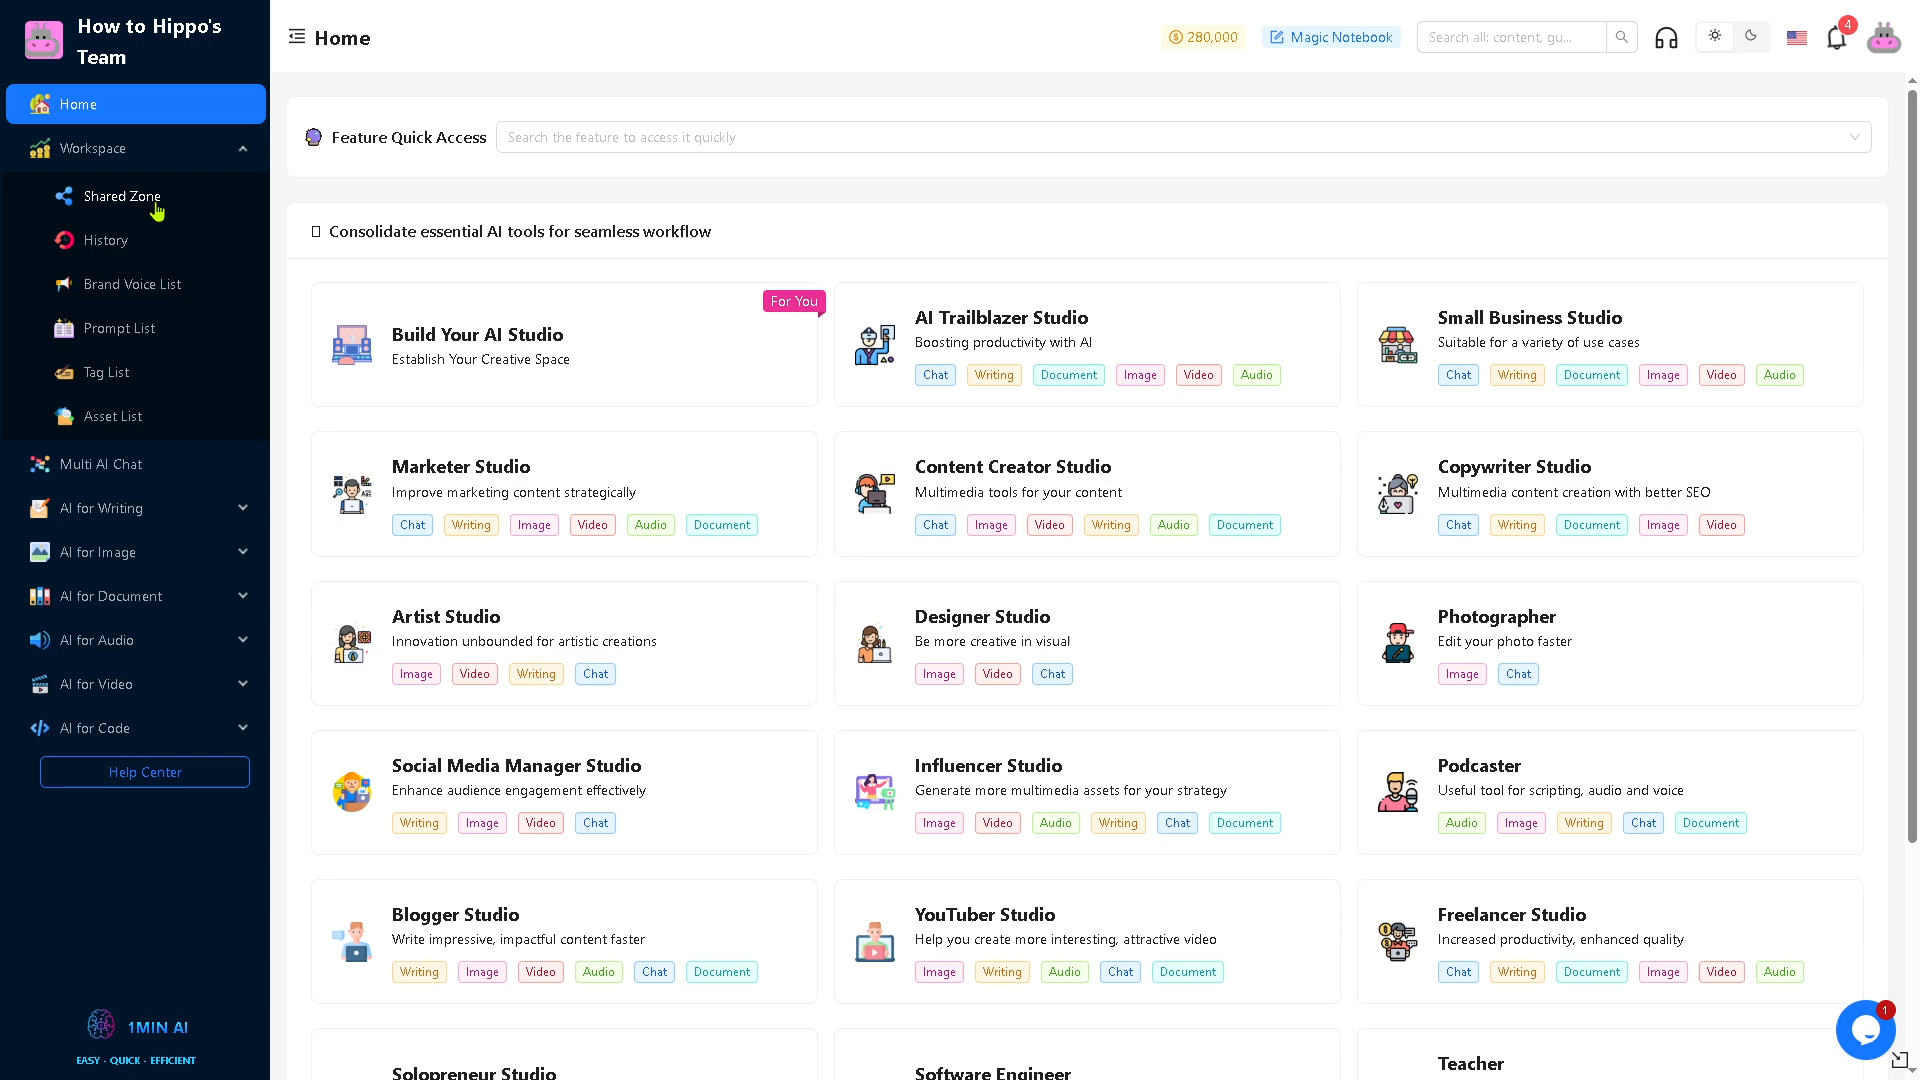 How to Hippo's
Team
Home
Workspace
Shared Zone
History
Brand Voice List
Prompt List
Tag List
Asset List
Multi AI Chat
AI for Writing
AI for Image
AI for Document
AI for Audio
AI for Video
AI for Code
Help Center
1MIN AI
EASY - QUICK - EFFICIENT
Home
280,000
Magic Notebook
Search all: content, gu...
4
Feature Quick Access
Search the feature to access it quickly
Consolidate essential AI tools for seamless workflow
For You
Build Your AI Studio
Establish Your Creative Space
AI Trailblazer Studio
Boosting productivity with AI
Chat Writing Document Image Video Audio
Small Business Studio
Suitable for a variety of use cases
Chat Writing Document Image Video Audio
Marketer Studio
Improve marketing content strategically
Chat Writing Image Video Audio Document
Content Creator Studio
Multimedia tools for your content
Chat Image Video Writing Audio Document
Copywriter Studio
Multimedia content creation with better SEO
Chat Writing Document Image Video
Artist Studio
Innovation unbounded for artistic creations
Image Video Writing Chat
Designer Studio
Be more creative in visual
Image Video Chat
Photographer
Edit your photo faster
Image Chat
Social Media Manager Studio
Enhance audience engagement effectively
Writing Image Video Chat
Influencer Studio
Generate more multimedia assets for your strategy
Image Video Audio Writing Chat Document
Podcaster
Useful tool for scripting, audio and voice
Audio Image Writing Chat Document
Blogger Studio
Write impressive, impactful content faster
Writing Image Video Audio Chat Document
YouTuber Studio
Help you create more interesting, attractive video
Image Writing Audio Chat Document
Freelancer Studio
Increased productivity, enhanced quality
Chat Writing Document Image Video Audio
Solopreneur Studio
Software Engineer
Teacher
1